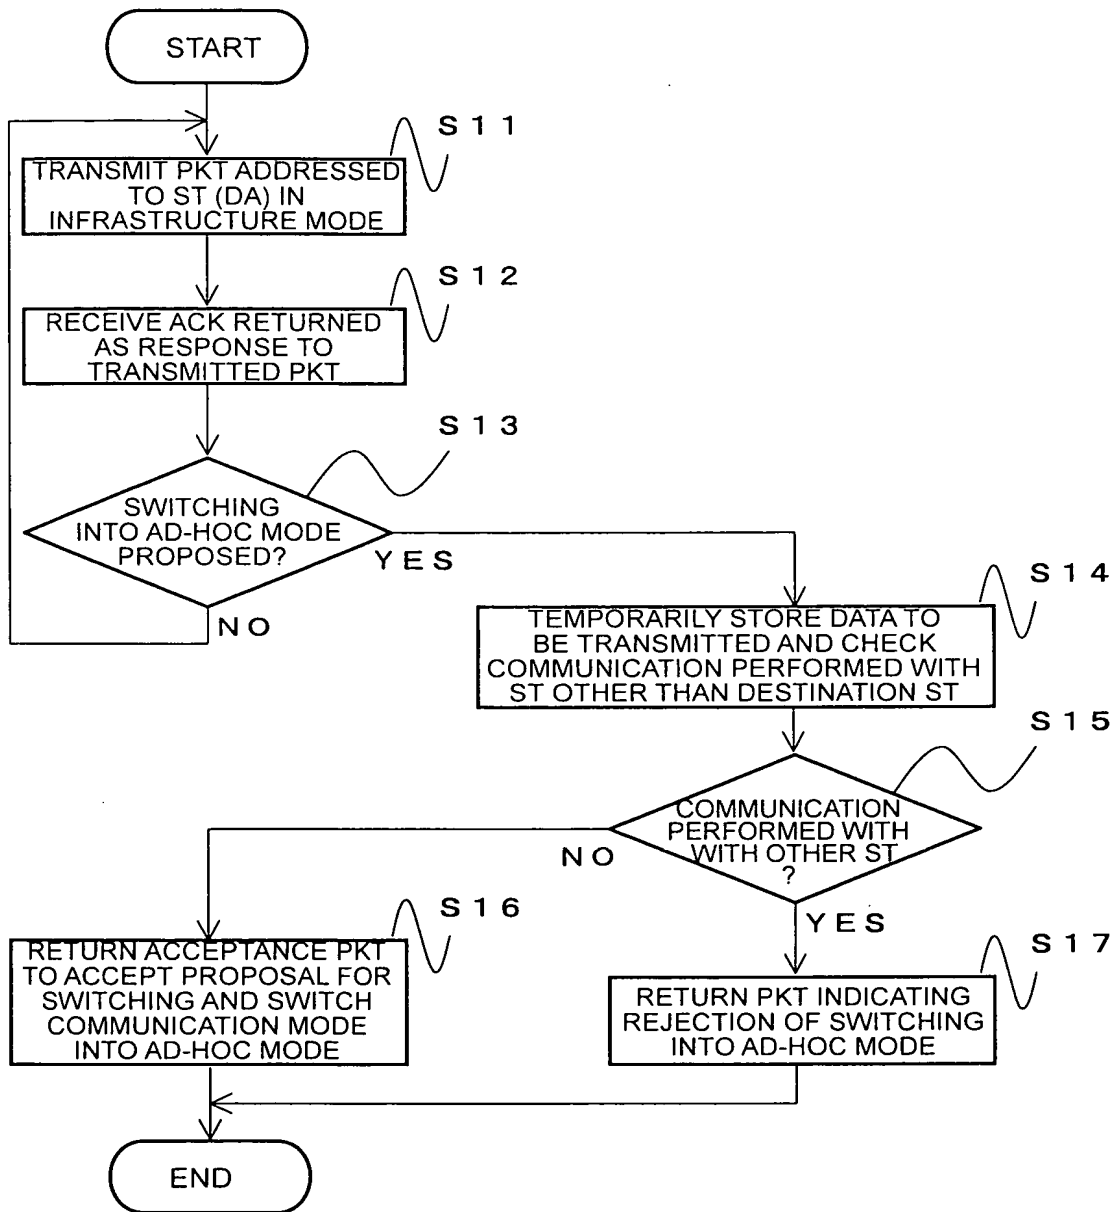 START
S11
TRANSMIT PKT ADDRESSED
TO ST (DA) IN
INFRASTRUCTURE MODE
S12
RECEIVE ACK RETURNED
AS RESPONSE TO
TRANSMITTED PKT
S13
SWITCHING
INTO AD-HOC MODE
PROPOSED?
YES
NO
S14
TEMPORARILY STORE DATA TO
BE TRANSMITTED AND CHECK
COMMUNICATION PERFORMED WITH
ST OTHER THAN DESTINATION ST
S15
COMMUNICATION
PERFORMED WITH
WITH OTHER ST
?
NO
YES
S16
RETURN ACCEPTANCE PKT
TO ACCEPT PROPOSAL FOR
SWITCHING AND SWITCH
COMMUNICATION MODE
INTO AD-HOC MODE
S17
RETURN PKT INDICATING
REJECTION OF SWITCHING
INTO AD-HOC MODE
END